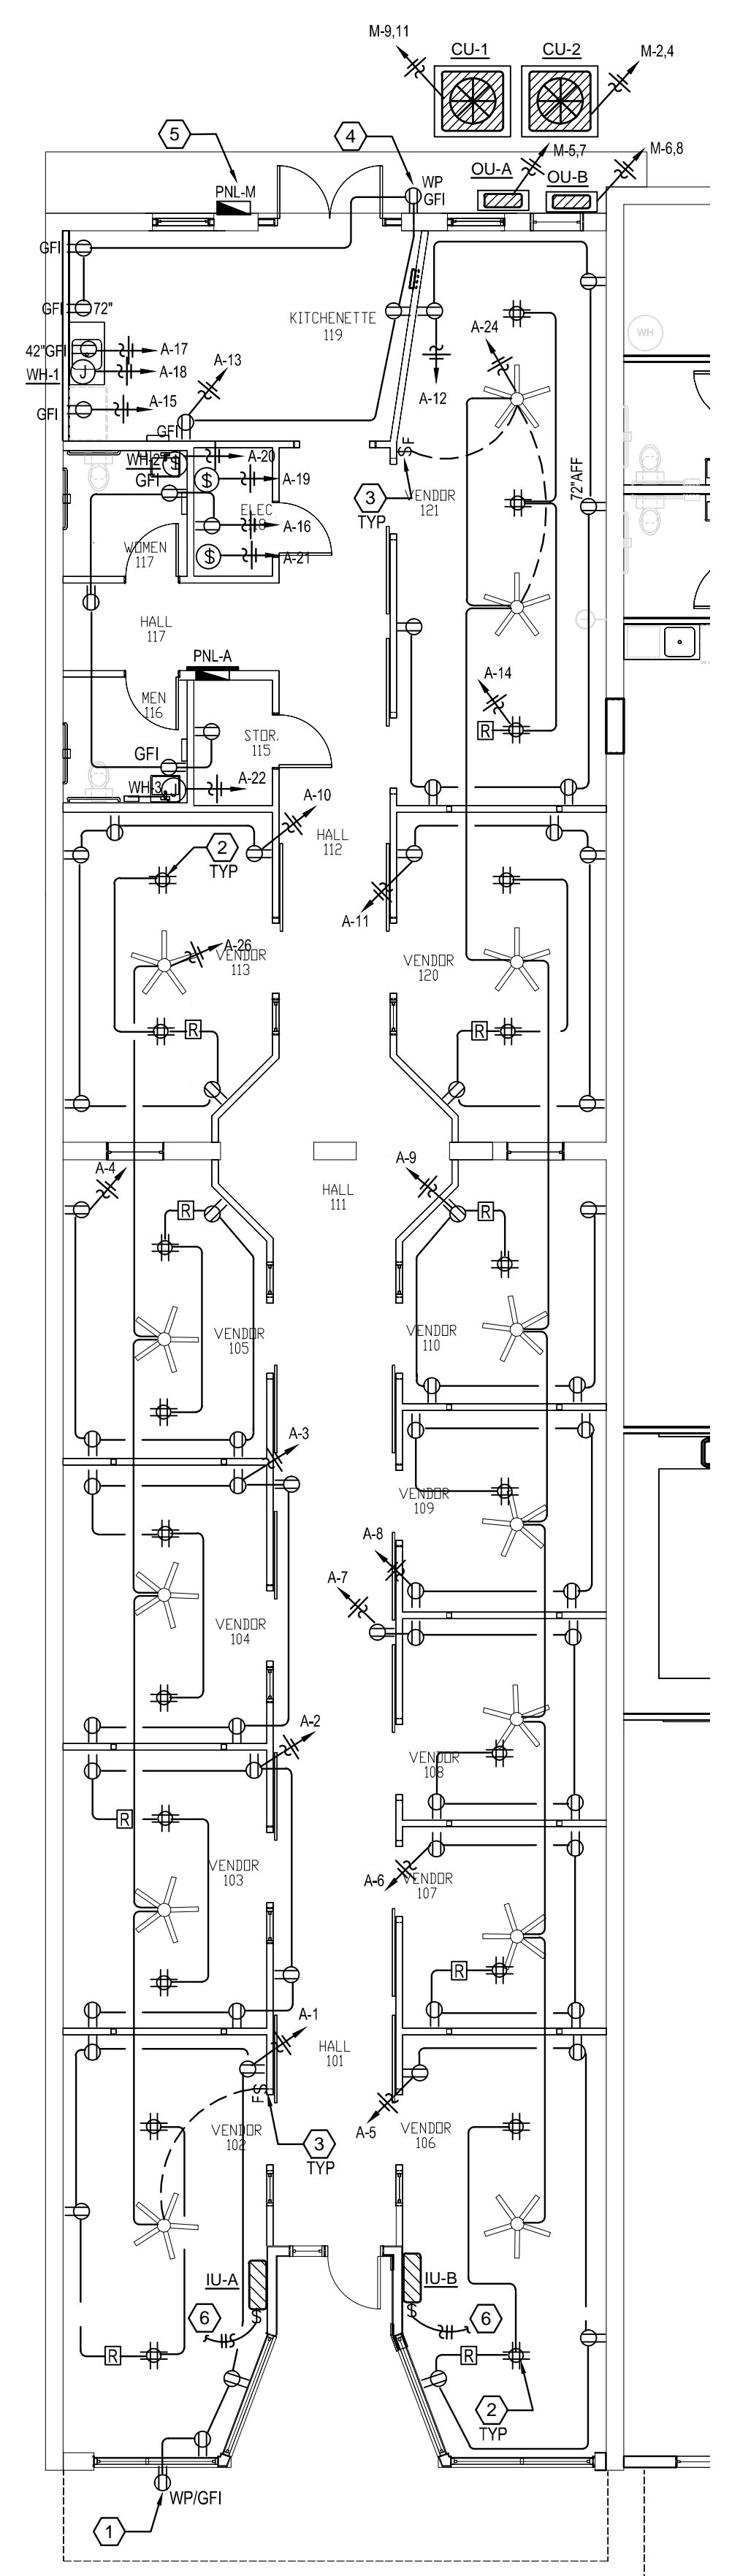 M-9,11
CU-1
CU-2
M-2,4
5
4
M-5,7
M-6,8
OU-A
OU-B
PNL-M
WP
GFI
GFI
GFI
72"
KITCHENETTE
119
WH
42"GFI
A-17
A-24
WH-1
J
A-18
A-13
A-12
GFI
A-15
GFI
SF
WH-2
$
A-20
GFI
$
A-19
72"AFF
3
TYP
VENDOR
121
ELEC
118
A-16
WOMEN
117
$
A-21
HALL
117
PNL-A
A-14
MEN
116
R
STOR.
115
GFI
WH-3
J
A-22
A-10
HALL
112
2
TYP
A-11
A-26
VENDOR
113
VENDOR
120
R
R
A-4
A-9
HALL
111
R
R
VENDOR
105
VENDOR
110
A-3
VENDOR
109
A-8
A-7
VENDOR
104
A-2
VENDOR
108
R
VENDOR
103
A-6
VENDOR
107
R
A-1
HALL
101
FS
A-5
VENDOR
102
3
TYP
VENDOR
106
IU-A
IU-B
$
$
6
6
R
R
2
TYP
WP/GFI
1